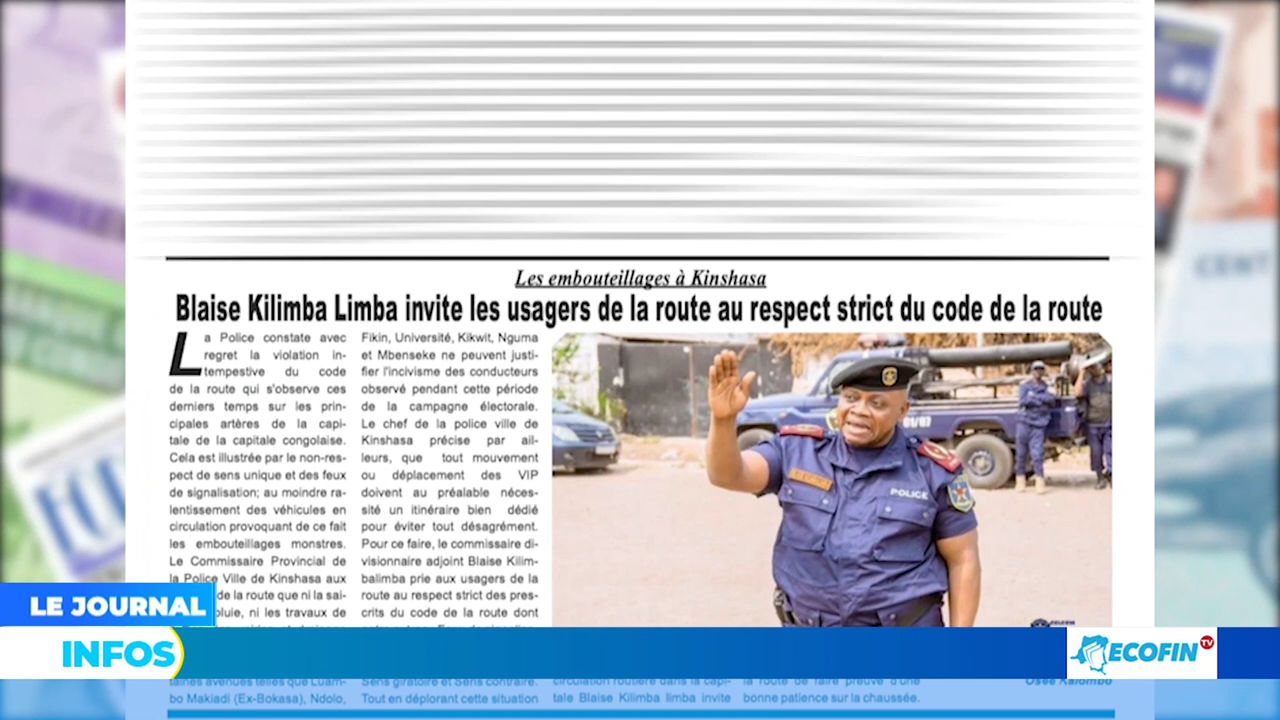 Les embouteillages à Kinshasa
Blaise Kilimba Limba invite les usagers de la route au respect strict du code de la route
La Police constate avec
regret la violation in-
tempestive du code
de la route qui s'observe ces
derniers temps sur les prin-
cipales artères de la capi-
tale de la capitale congolaise.
Cela est illustrée par le non-res-
pect de sens unique et des feux
de signalisation; au moindre ra-
lentissement des véhicules en
circulation provoquant de ce fait
les embouteillages monstres.
Le Commissaire Provincial de
la Police Ville de Kinshasa aux
de la route que ni la sai-
pluie, ni les travaux de
taines avenues telles que Luam-
bo Makiadi (Ex-Bokasa), Ndolo,
Fikin, Université, Kikwit, Nguma
et Mbenseke ne peuvent justi-
fier l'incivisme des conducteurs
observé pendant cette période
de la campagne électorale.
Le chef de la police ville de
Kinshasa précise par ail-
leurs, que tout mouvement
ou déplacement des VIP
doivent au préalable néces-
sité un itinéraire bien dédié
pour éviter tout désagrément.
Pour ce faire, le commissaire di-
visionnaire adjoint Blaise Kilim-
balimba prie aux usagers de la
route au respect strict des pres-
crits du code de la route dont
Sens giratoire et Sens contraire.
Tout en déplorant cette situation
circulation routière dans la capi-
tale Blaise Kilimba limba invite
la route de faire preuve d'une
bonne patience sur la chaussée.
Osée Kalombo
POLICE
01/07
LE JOURNAL
INFOS
ECOFIN TV